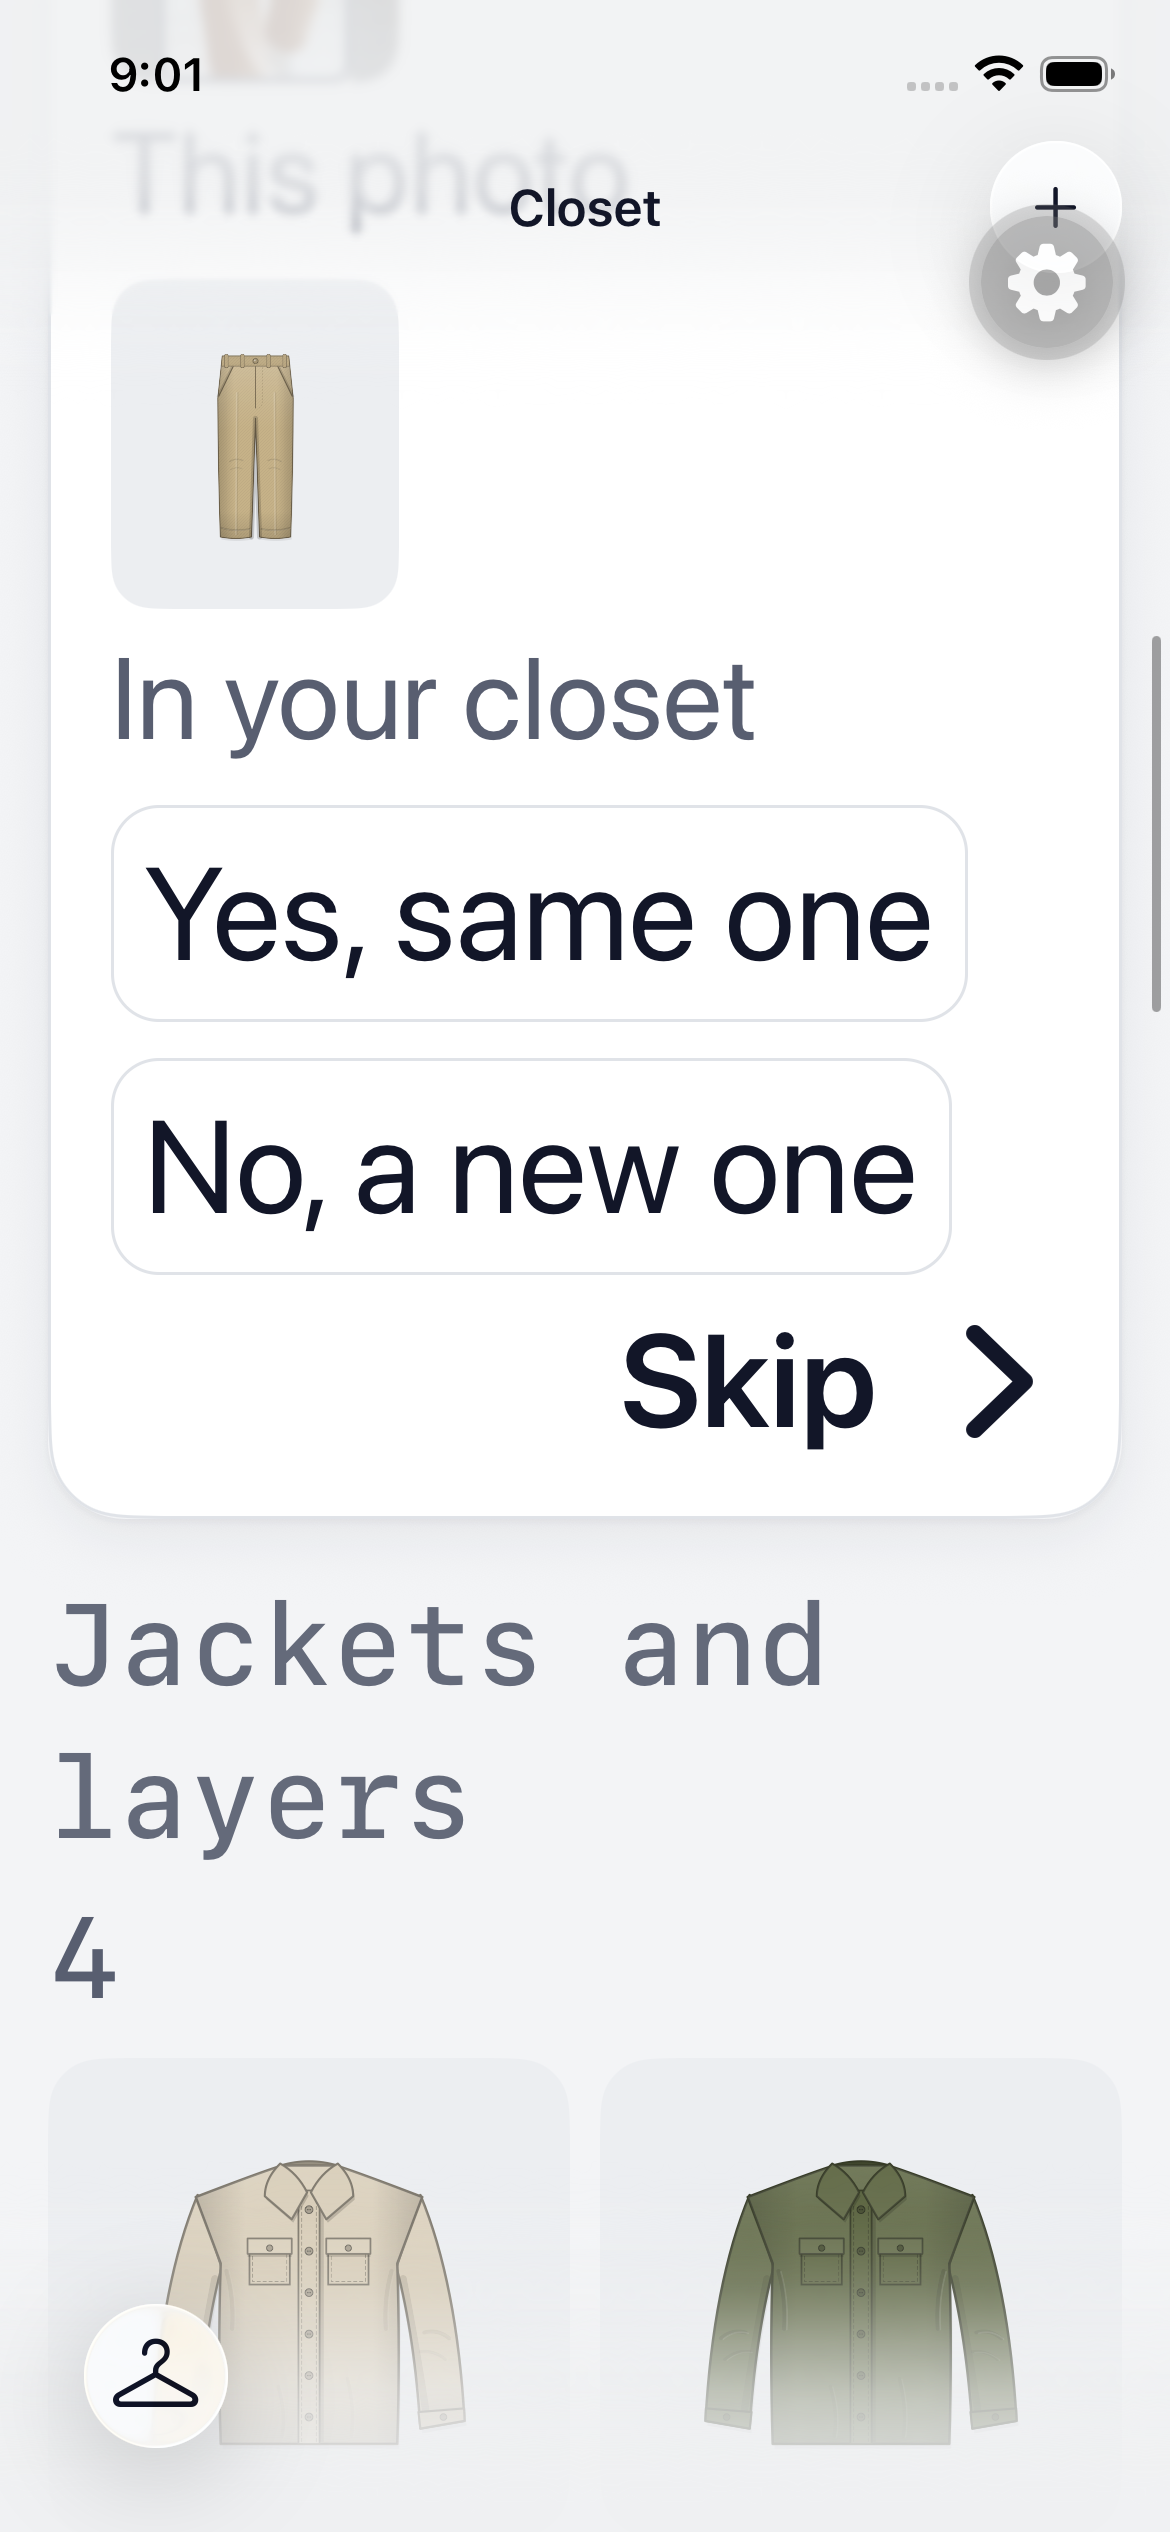 9:01
This photo
Closet
In your closet
Yes, same one
No, a new one
Skip
Jackets and
layers
4